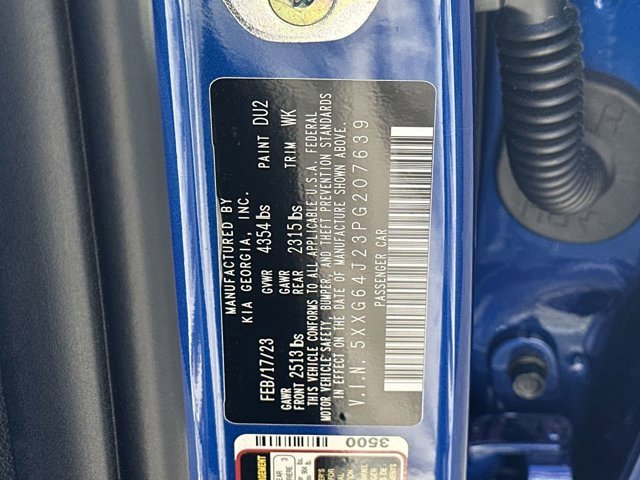 MANUFACTURED BY
KIA GEORGIA, INC.
FEB/17/23 GVWR 4354 lbs PAINT DU2
GAWR FRONT 2513 lbs GAWR REAR 2315 lbs TRIM WK
THIS VEHICLE CONFORMS TO ALL APPLICABLE U.S.A. FEDERAL
MOTOR VEHICLE SAFETY, BUMPER, AND THEFT PREVENTION STANDARDS
IN EFFECT ON THE DATE OF MANUFACTURE SHOWN ABOVE.
V.I.N. 5XXG64J23PG207639
PASSENGER CAR
3500